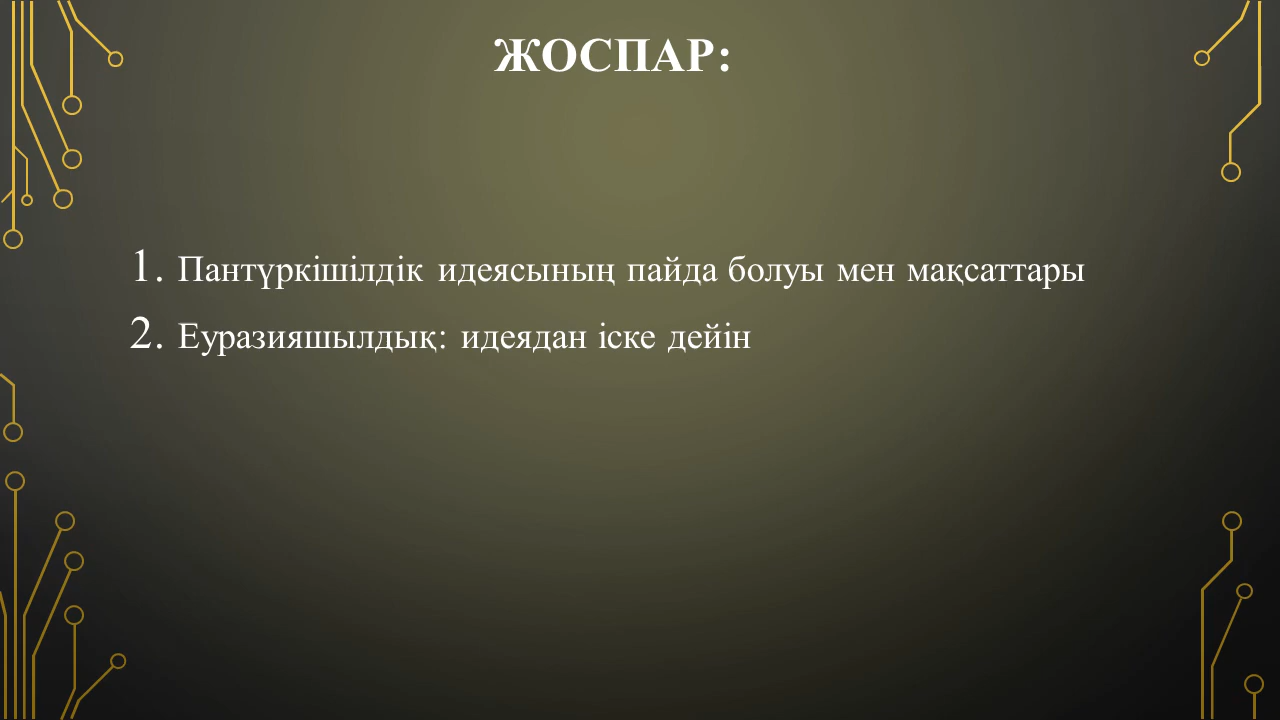 ЖОСПАР:
1. Пантүркішілдік идеясының пайда болуы мен мақсаттары
2. Еуразияшылдық: идеядан іске дейін